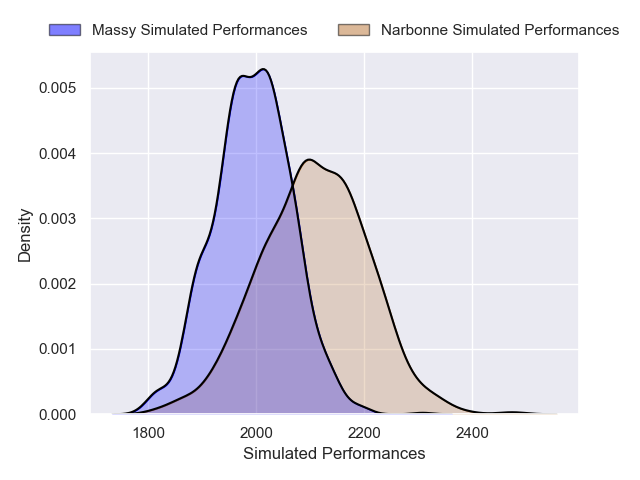 Massy Simulated Performances Narbonne Simulated Performances
0.005
0.004
0.003
0.002
0.001
0.000
Density
1800 2000 2200 2400
Simulated Performances